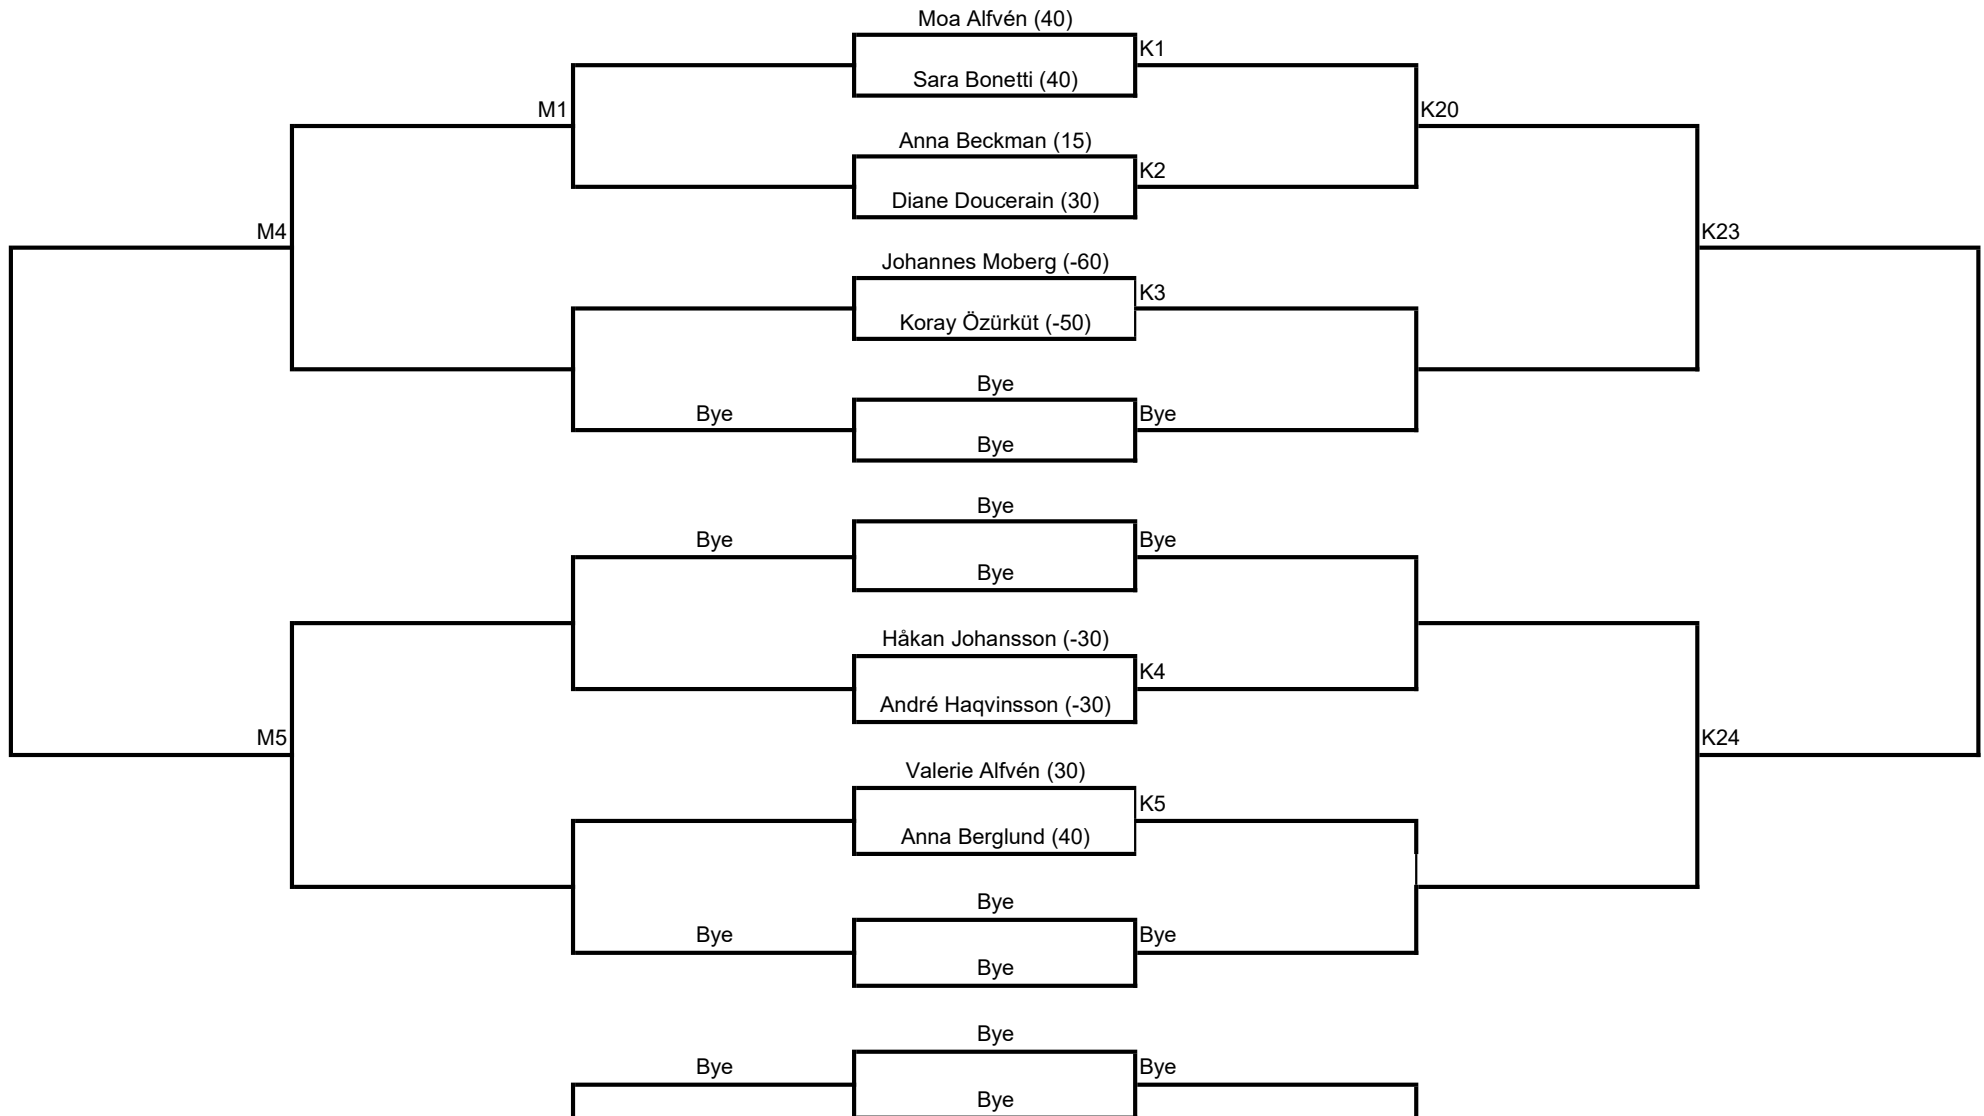 Moa Alfvén (40)
K1
Sara Bonetti (40)
M1
K20
Anna Beckman (15)
K2
Diane Doucerain (30)
M4
K23
Johannes Moberg (-60)
K3
Koray Özürküt (-50)
Bye
Bye
Bye
Bye
Bye
Bye
Bye
Bye
Håkan Johansson (-30)
K4
André Haqvinsson (-30)
M5
K24
Valerie Alfvén (30)
K5
Anna Berglund (40)
Bye
Bye
Bye
Bye
Bye
Bye
Bye
Bye